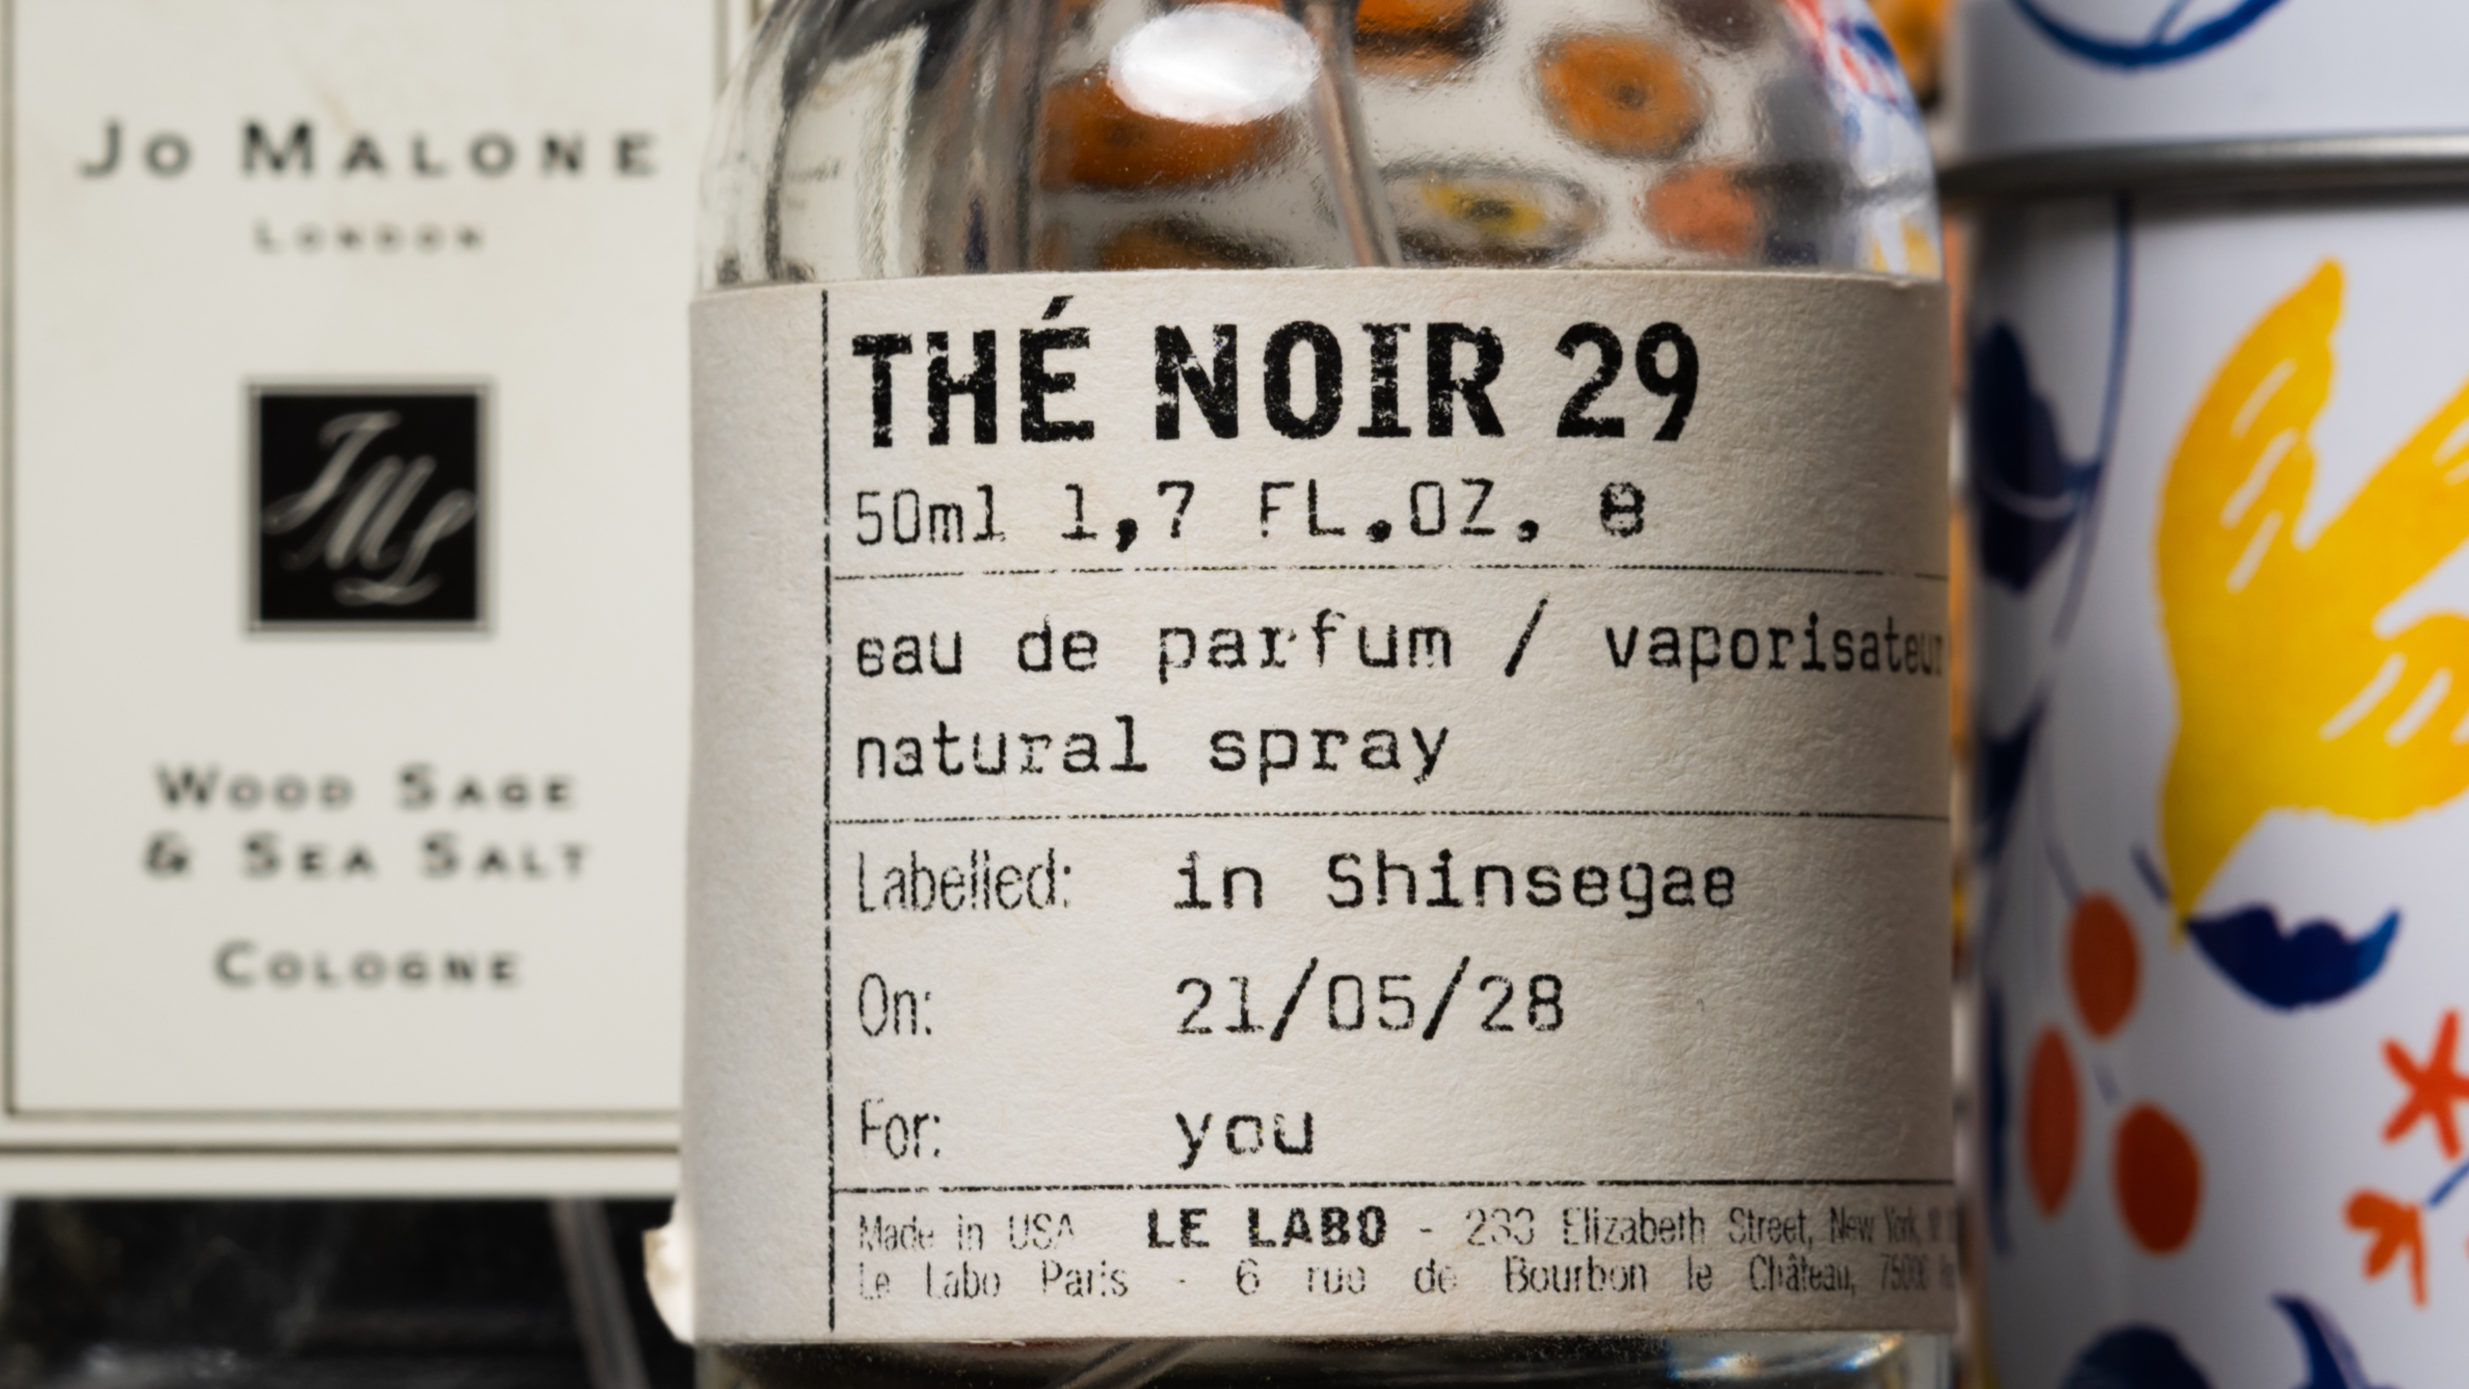 JO MALONE
LONDON
JML
WOOD SAGE
& SEA SALT
COLOGNE
THÉ NOIR 29
50ml 1,7 FL.OZ. e
eau de parfum / vaporisateur
natural spray
Labelled: in Shinsegae
On: 21/05/28
For: you
Made in USA LE LABO - 233 Elizabeth Street, New York,
Le Labo Paris - 6 rue de Bourbon le Château,